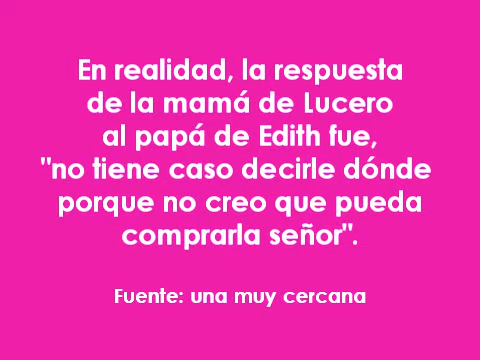 En realidad, la respuesta
de la mamá de Lucero
al papá de Edith fue,
"no tiene caso decirle dónde
porque no creo que pueda
comprarla señor".
Fuente: una muy cercana